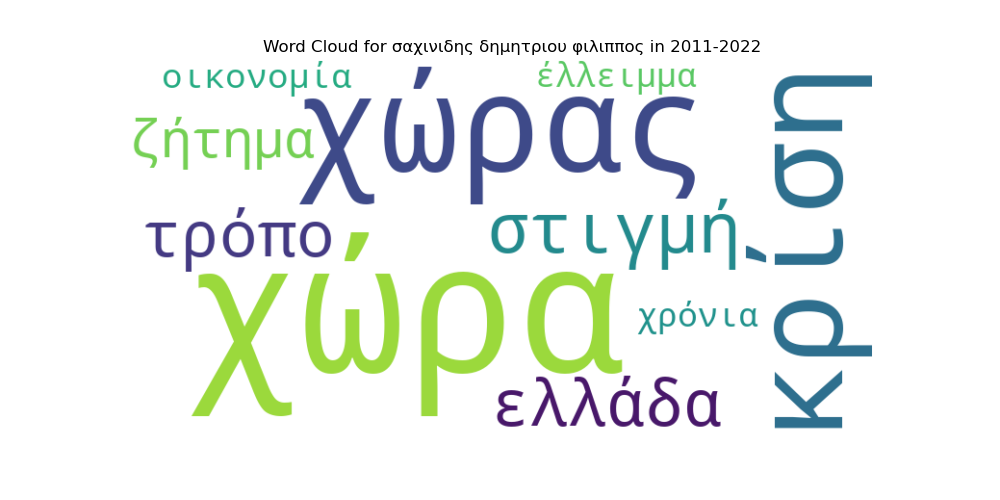 Word Cloud for σαχινιδης δημητριου φιλιππος in 2011-2022
οικονομία
έλλειμμα
χώρας
ζήτημα
κρίση
τρόπο
στιγμή
χώρα
χρόνια
ελλάδα